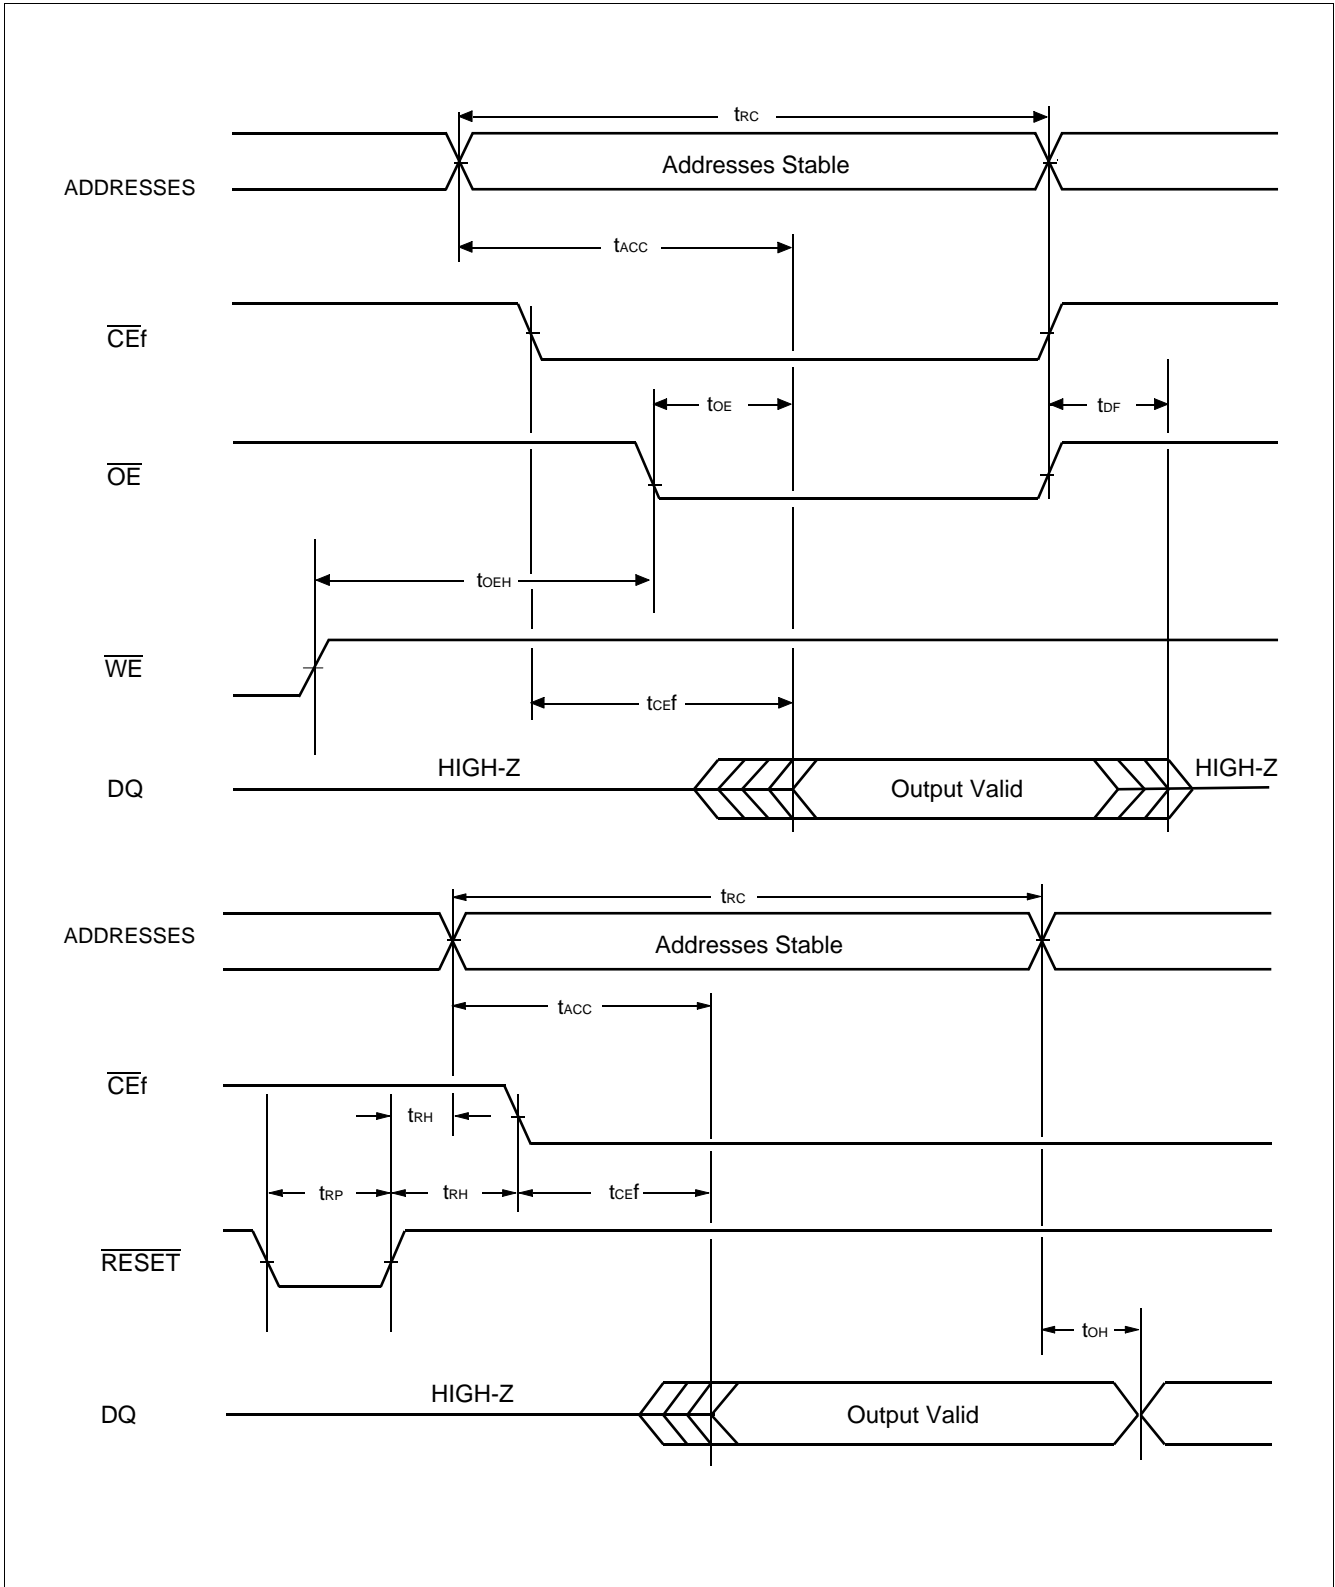 tRC
Addresses Stable
ADDRESSES
tACC
CEf
tOE
tDF
OE
tOEH
WE
tCEf
HIGH-Z
HIGH-Z
DQ
Output Valid
tRC
ADDRESSES
Addresses Stable
tACC
CEf
tRH
tRP
tRH
tCEf
RESET
tOH
HIGH-Z
DQ
Output Valid